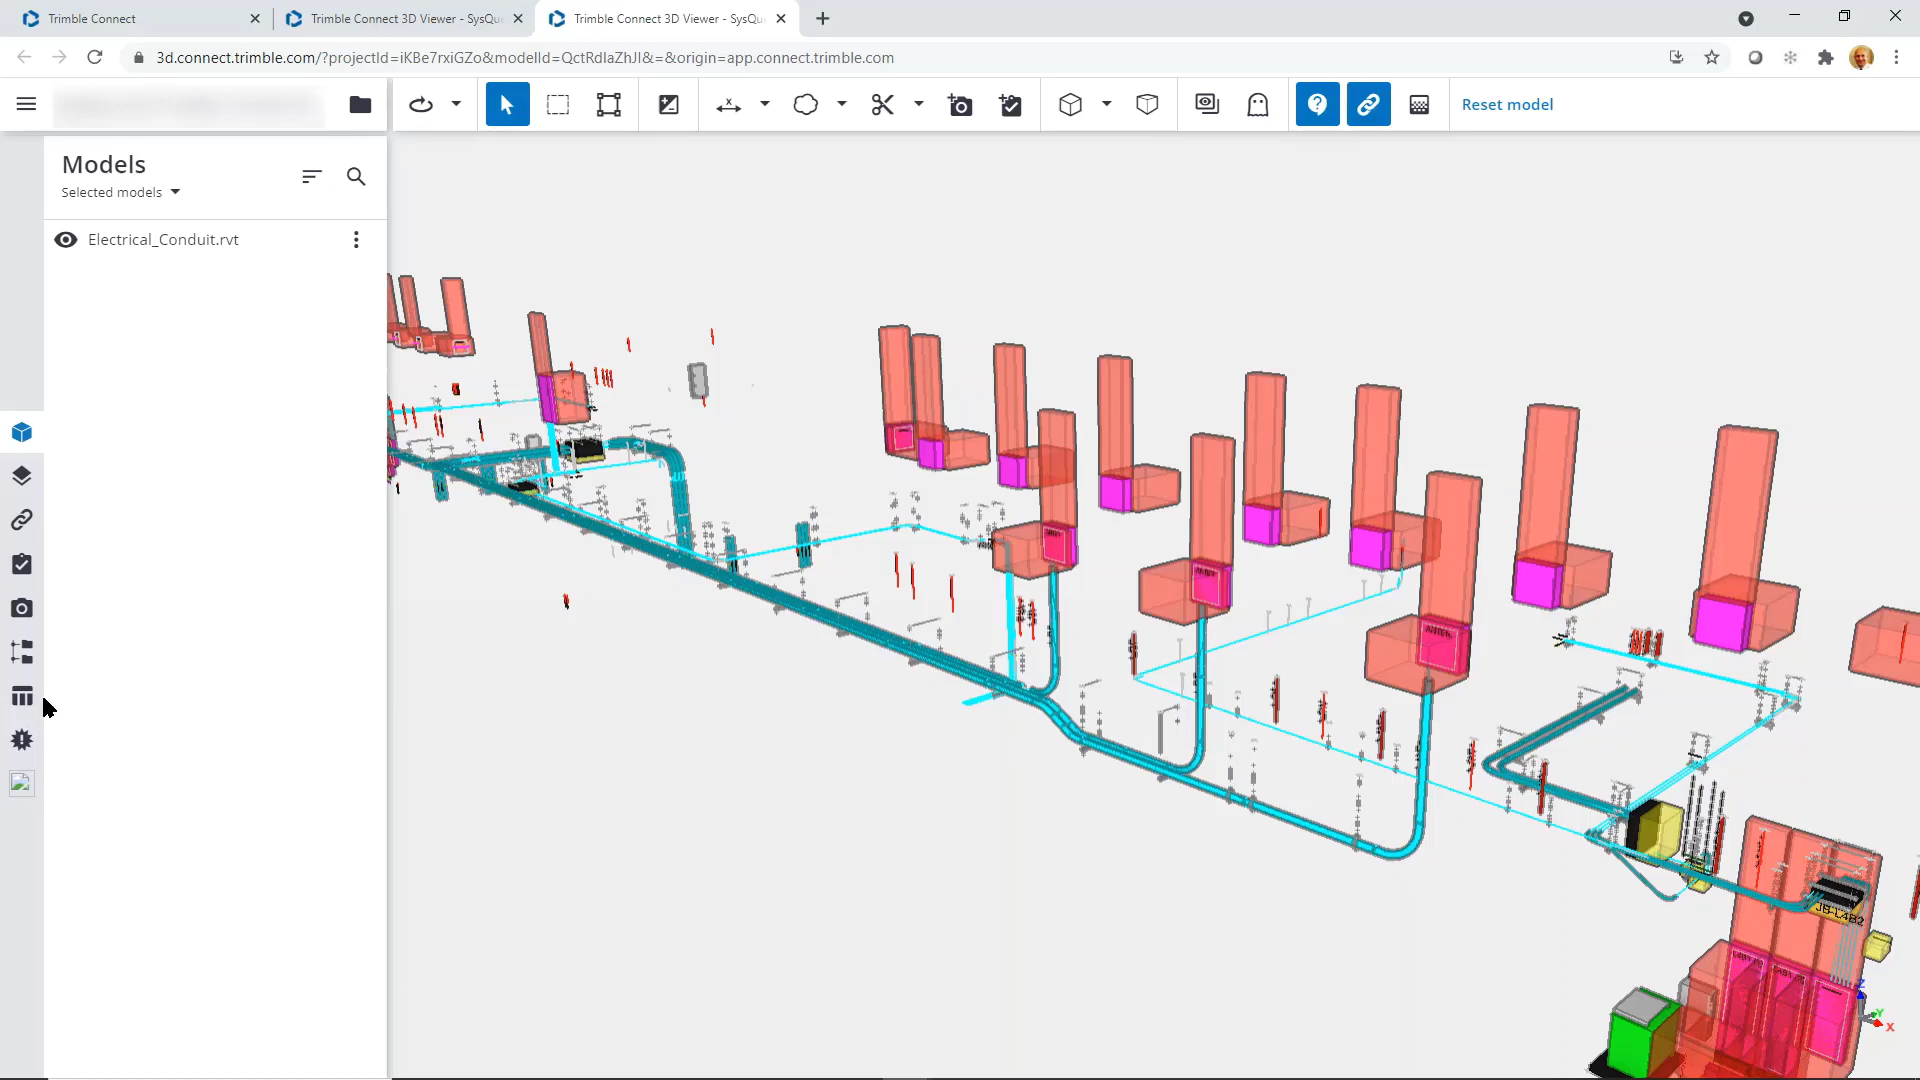 Trimble Connect
Trimble Connect 3D Viewer - SysQu
Trimble Connect 3D Viewer - SysQu
3d.connect.trimble.com/?projectId=iKBe7rxiGZo&modelId=QctRdlaZhJI&=&origin=app.connect.trimble.com
x
Reset model
Models
Selected models
Electrical_Conduit.rvt
JB-L4B2
Z
Y
X